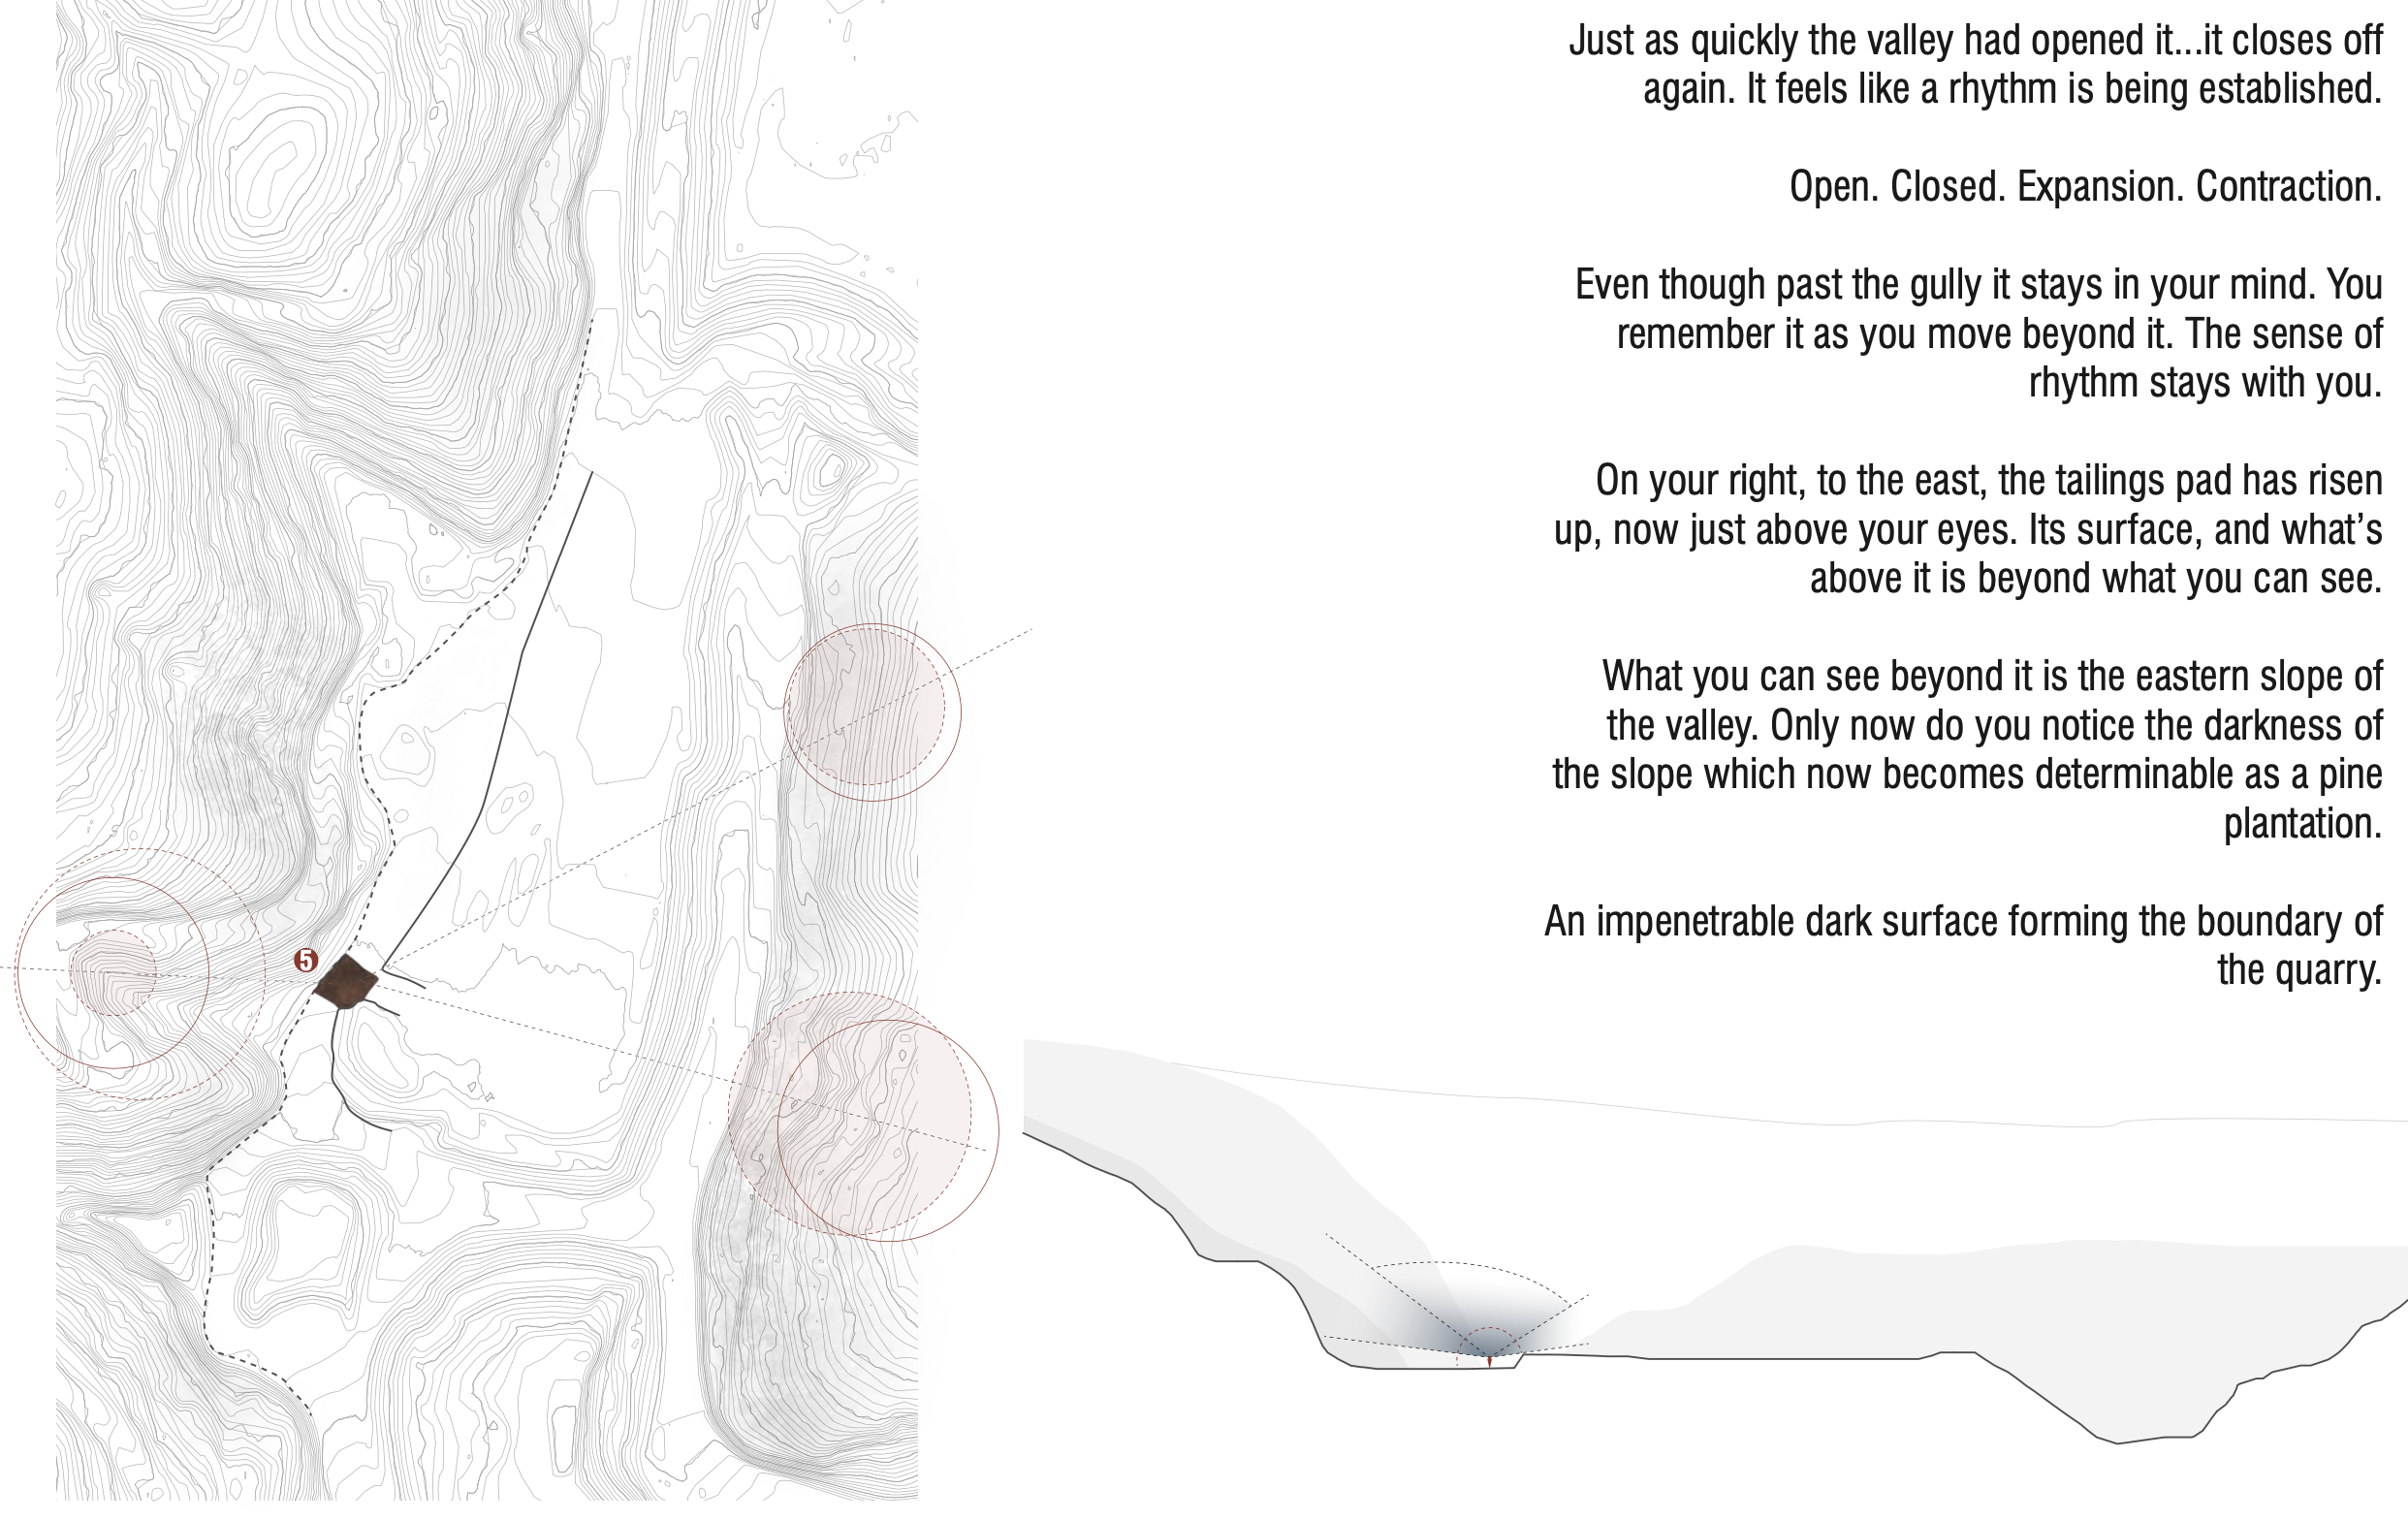 Just as quickly the valley had opened it...it closes off
again. It feels like a rhythm is being established.
Open. Closed. Expansion. Contraction.
Even though past the gully it stays in your mind. You
remember it as you move beyond it. The sense of
rhythm stays with you.
On your right, to the east, the tailings pad has risen
up, now just above your eyes. Its surface, and what's
above it is beyond what you can see.
What you can see beyond it is the eastern slope of
the valley. Only now do you notice the darkness of
the slope which now becomes determinable as a pine
plantation.
An impenetrable dark surface forming the boundary of
the quarry.
5